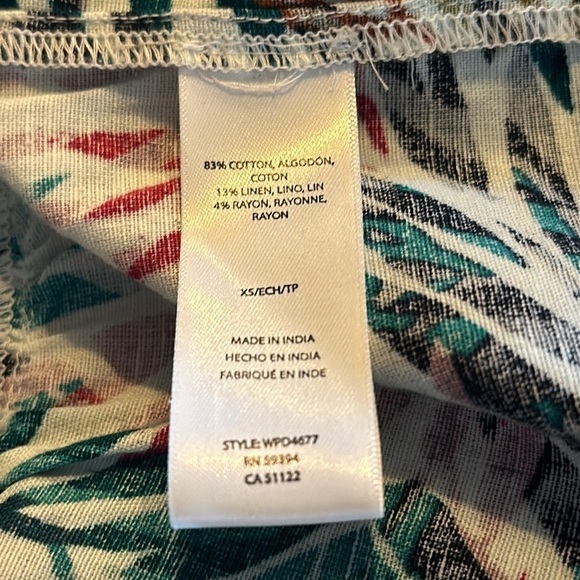 83% COTTON, ALGODÓN,
COTON
13% LINEN, LINO, LIN
4% RAYON, RAYONNE,
RAYON
XS/ECH/TP
MADE IN INDIA
HECHO EN INDIA
FABRIQUÉ EN INDE
STYLE: WPD4677
RN 59394
CA 51122